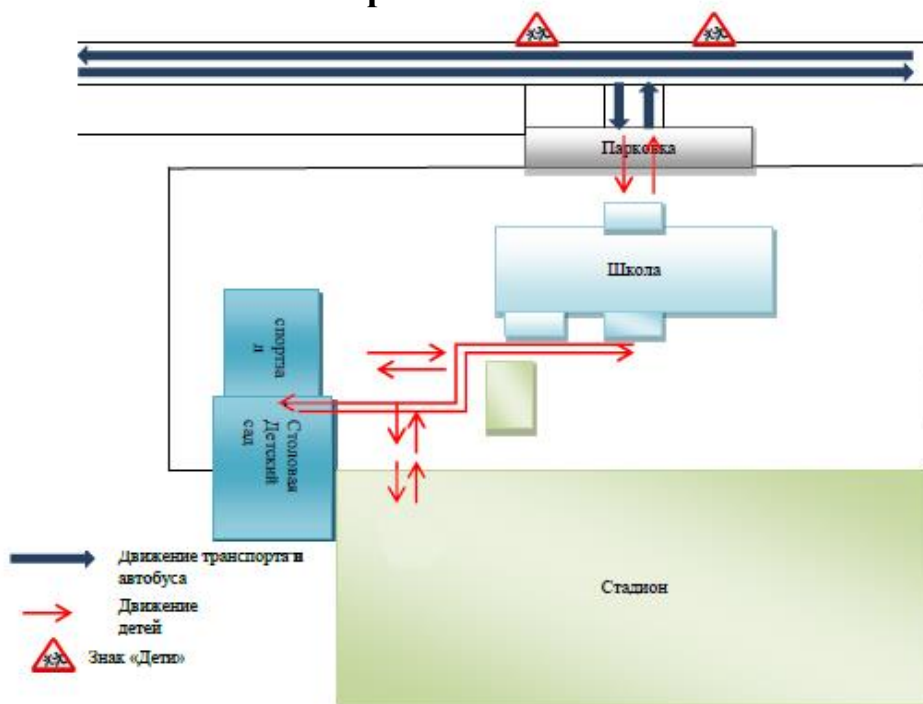 Парковка
Школа
спортза
л
Столовая
Детский
сад
Стадион
Движение транспорта и
автобуса
Движение
детей
Знак «Дети»